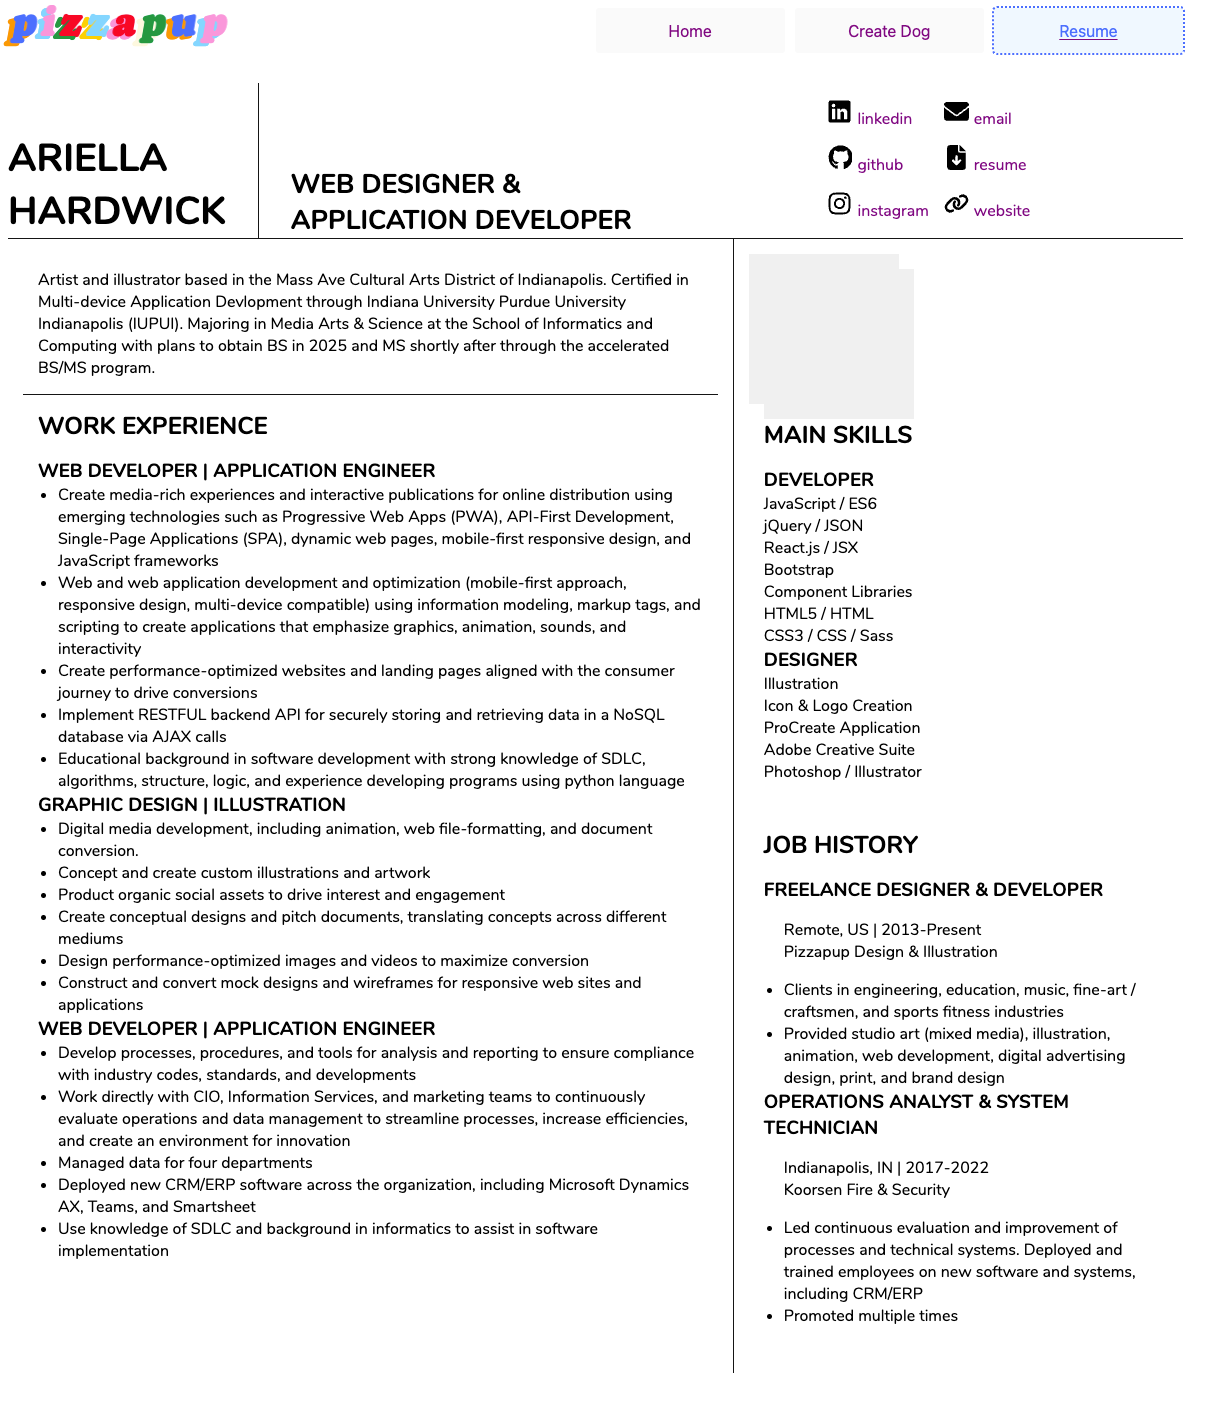 pizzapup
Home
Create Dog
Resume
ARIELLA
HARDWICK
WEB DESIGNER &
APPLICATION DEVELOPER
linkedin
email
github
resume
instagram
website
Artist and illustrator based in the Mass Ave Cultural Arts District of Indianapolis. Certified in
Multi-device Application Devlopment through Indiana University Purdue University
Indianapolis (IUPUI). Majoring in Media Arts & Science at the School of Informatics and
Computing with plans to obtain BS in 2025 and MS shortly after through the accelerated
BS/MS program.
WORK EXPERIENCE
WEB DEVELOPER | APPLICATION ENGINEER
• Create media-rich experiences and interactive publications for online distribution using
emerging technologies such as Progressive Web Apps (PWA), API-First Development,
Single-Page Applications (SPA), dynamic web pages, mobile-first responsive design, and
JavaScript frameworks
• Web and web application development and optimization (mobile-first approach,
responsive design, multi-device compatible) using information modeling, markup tags, and
scripting to create applications that emphasize graphics, animation, sounds, and
interactivity
• Create performance-optimized websites and landing pages aligned with the consumer
journey to drive conversions
• Implement RESTFUL backend API for securely storing and retrieving data in a NoSQL
database via AJAX calls
• Educational background in software development with strong knowledge of SDLC,
algorithms, structure, logic, and experience developing programs using python language
GRAPHIC DESIGN | ILLUSTRATION
• Digital media development, including animation, web file-formatting, and document
conversion.
• Concept and create custom illustrations and artwork
• Product organic social assets to drive interest and engagement
• Create conceptual designs and pitch documents, translating concepts across different
mediums
• Design performance-optimized images and videos to maximize conversion
• Construct and convert mock designs and wireframes for responsive web sites and
applications
WEB DEVELOPER | APPLICATION ENGINEER
• Develop processes, procedures, and tools for analysis and reporting to ensure compliance
with industry codes, standards, and developments
• Work directly with CIO, Information Services, and marketing teams to continuously
evaluate operations and data management to streamline processes, increase efficiencies,
and create an environment for innovation
• Managed data for four departments
• Deployed new CRM/ERP software across the organization, including Microsoft Dynamics
AX, Teams, and Smartsheet
• Use knowledge of SDLC and background in informatics to assist in software
implementation
MAIN SKILLS
DEVELOPER
JavaScript / ES6
jQuery / JSON
React.js / JSX
Bootstrap
Component Libraries
HTML5 / HTML
CSS3 / CSS / Sass
DESIGNER
Illustration
Icon & Logo Creation
ProCreate Application
Adobe Creative Suite
Photoshop / Illustrator
JOB HISTORY
FREELANCE DESIGNER & DEVELOPER
Remote, US | 2013-Present
Pizzapup Design & Illustration
• Clients in engineering, education, music, fine-art /
craftsmen, and sports fitness industries
• Provided studio art (mixed media), illustration,
animation, web development, digital advertising
design, print, and brand design
OPERATIONS ANALYST & SYSTEM
TECHNICIAN
Indianapolis, IN | 2017-2022
Koorsen Fire & Security
• Led continuous evaluation and improvement of
processes and technical systems. Deployed and
trained employees on new software and systems,
including CRM/ERP
• Promoted multiple times